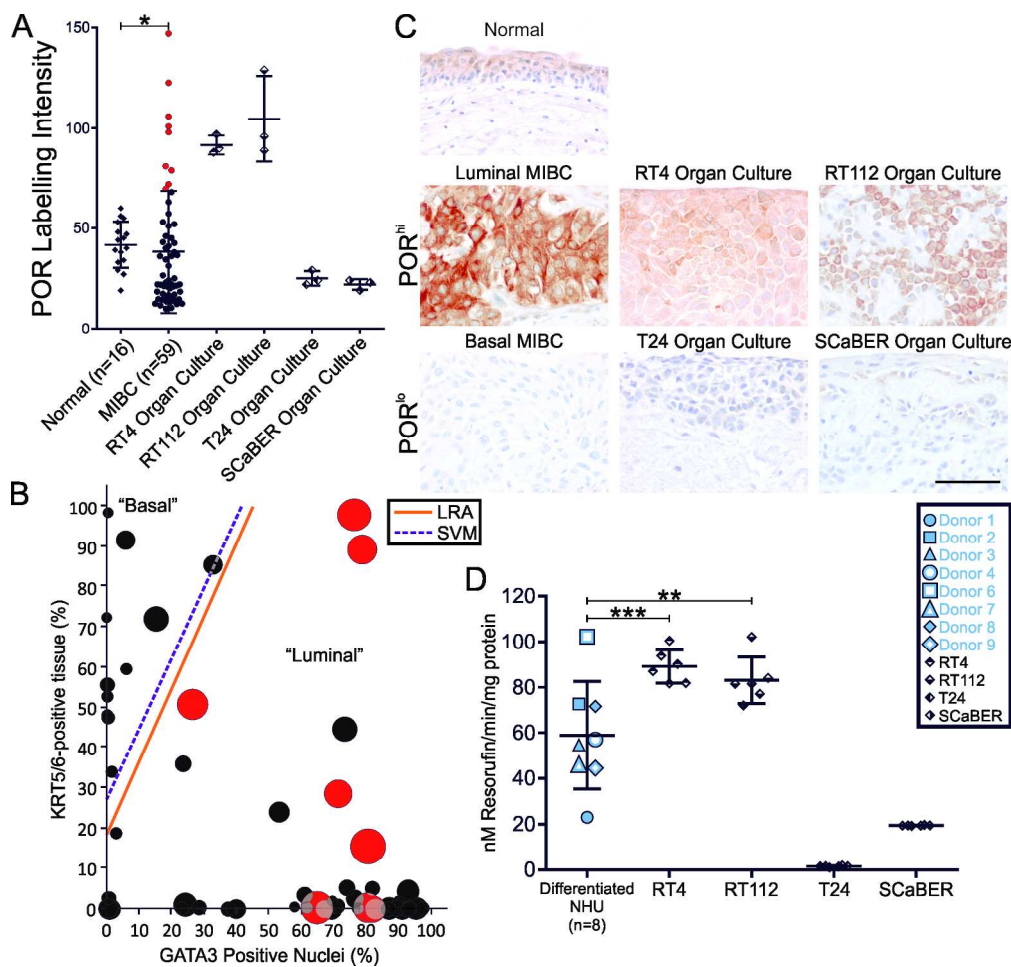 A
POR Labelling Intensity
150
100
50
0
*
Normal (n=16)
MIBC (n=59)
RT4 Organ Culture
RT112 Organ Culture
T24 Organ Culture
SCaBER Organ Culture
C
Normal
Luminal MIBC
RT4 Organ Culture
RT112 Organ Culture
PORhi
Basal MIBC
T24 Organ Culture
SCaBER Organ Culture
PORlo
B
KRT5/6-positive tissue (%)
100
90
80
70
60
50
40
30
20
10
0
"Basal"
"Luminal"
LRA
SVM
0 10 20 30 40 50 60 70 80 90 100
GATA3 Positive Nuclei (%)
D
nM Resorufin/min/mg protein
120
100
80
60
40
20
0
***
**
Differentiated
NHU
(n=8)
RT4
RT112
T24
SCaBER
Donor 1
Donor 2
Donor 3
Donor 4
Donor 6
Donor 7
Donor 8
Donor 9
RT4
RT112
T24
SCaBER